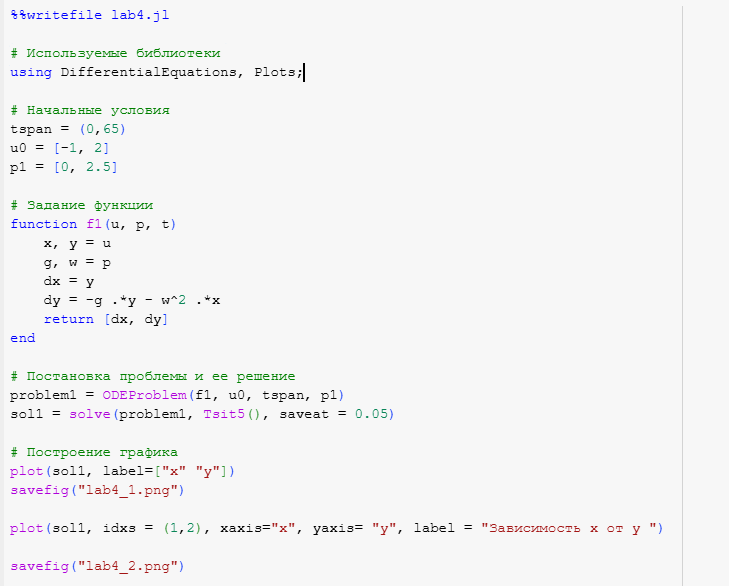 %%writefile lab4.jl
# Используемые библиотеки
using DifferentialEquations, Plots;
# Начальные условия
tspan = (0,65)
u0 = [-1, 2]
p1 = [0, 2.5]
# Задание функции
function f1(u, p, t)
    x, y = u
    g, w = p
    dx = y
    dy = -g .*y - w^2 .*x
    return [dx, dy]
end
# Постановка проблемы и ее решение
problem1 = ODEProblem(f1, u0, tspan, p1)
sol1 = solve(problem1, Tsit5(), saveat = 0.05)
# Построение графика
plot(sol1, label=["x" "y"])
savefig("lab4_1.png")
plot(sol1, idxs = (1,2), xaxis="x", yaxis= "y", label = "Зависимость x от y ")
savefig("lab4_2.png")